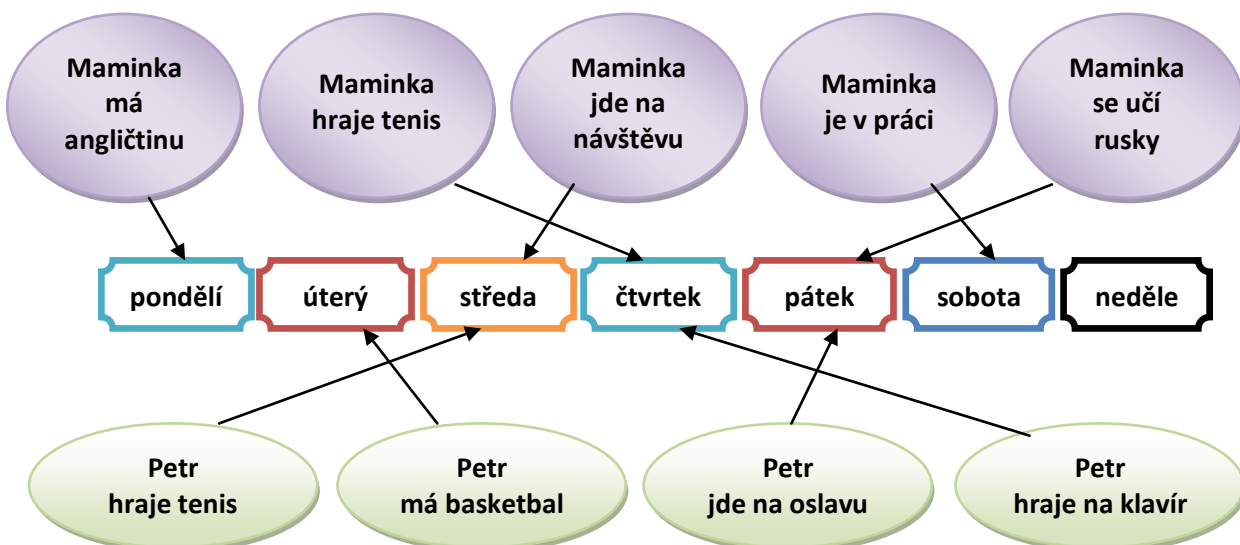 Maminka
má
angličtinu
Maminka
hraje tenis
Maminka
jde na
návštěvu
Maminka
je v práci
Maminka
se učí
rusky
pondělí
úterý
středa
čtvrtek
pátek
sobota
neděle
Petr
hraje tenis
Petr
má basketbal
Petr
jde na oslavu
Petr
hraje na klavír